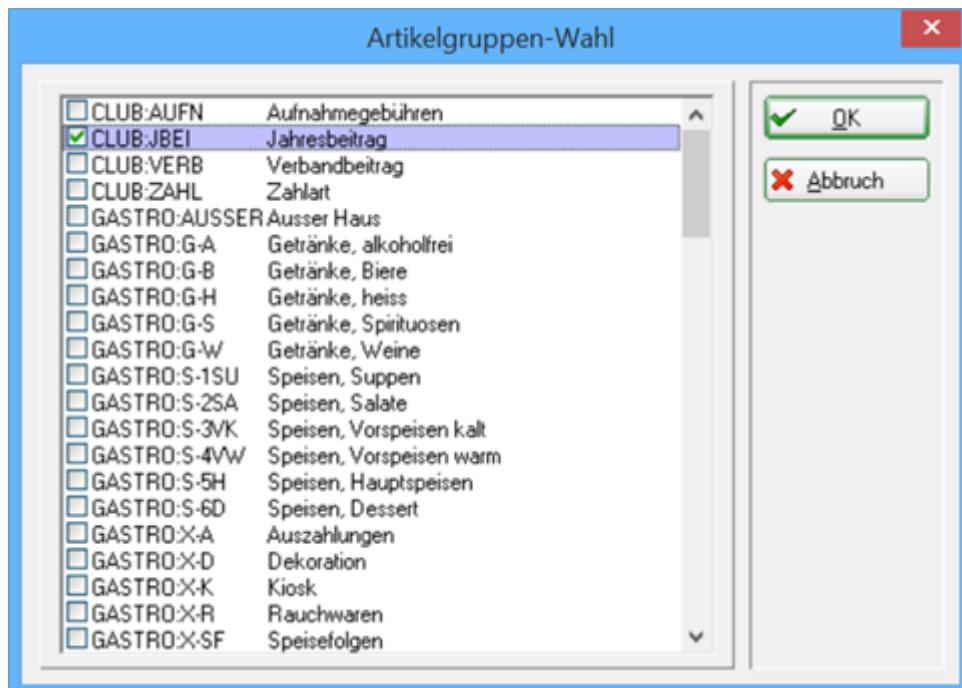 Artikelgruppen-Wahl
CLUB:AUFN Aufnahmegebühren
CLUB:JBEI Jahresbeitrag
CLUB:VERB Verbandbeitrag
CLUB:ZAHL Zahlart
GASTRO:AUSSER Ausser Haus
GASTRO:G-A Getränke, alkoholfrei
GASTRO:G-B Getränke, Biere
GASTRO:G-H Getränke, heiss
GASTRO:G-S Getränke, Spirituosen
GASTRO:G-W Getränke, Weine
GASTRO:S-1SU Speisen, Suppen
GASTRO:S-2SA Speisen, Salate
GASTRO:S-3VK Speisen, Vorspeisen kalt
GASTRO:S-4VW Speisen, Vorspeisen warm
GASTRO:S-5H Speisen, Hauptspeisen
GASTRO:S-6D Speisen, Dessert
GASTRO:X-A Auszahlungen
GASTRO:X-D Dekoration
GASTRO:X-K Kiosk
GASTRO:X-R Rauchwaren
GASTRO:X-SF Speisefolgen
OK
Abbruch